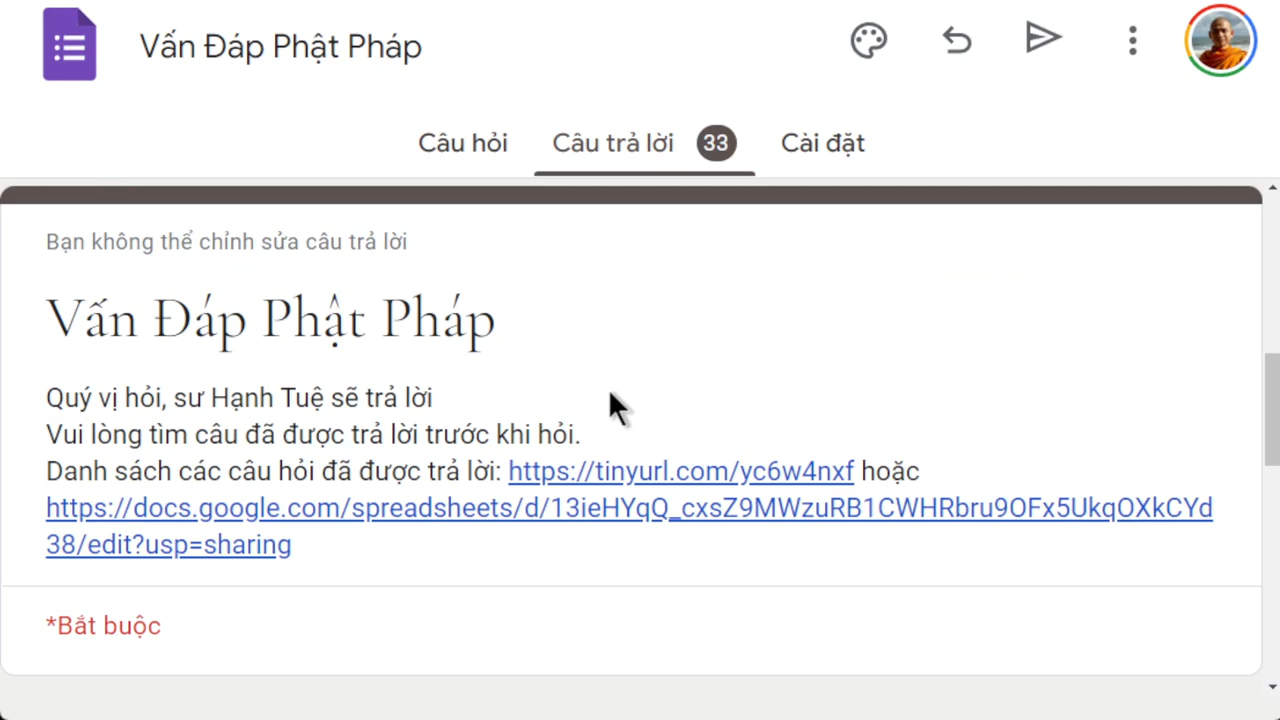 Vấn Đáp Phật Pháp
Câu hỏi
Câu trả lời
33
Cài đặt
Bạn không thể chỉnh sửa câu trả lời
Vấn Đáp Phật Pháp
Quý vị hỏi, sư Hạnh Tuệ sẽ trả lời
Vui lòng tìm câu đã được trả lời trước khi hỏi.
Danh sách các câu hỏi đã được trả lời: https://tinyurl.com/yc6w4nxf hoặc
https://docs.google.com/spreadsheets/d/13ieHYqQ_cxsZ9MWzuRB1CWHRbru9OFx5UkqOXkCYd
38/edit?usp=sharing
*Bắt buộc